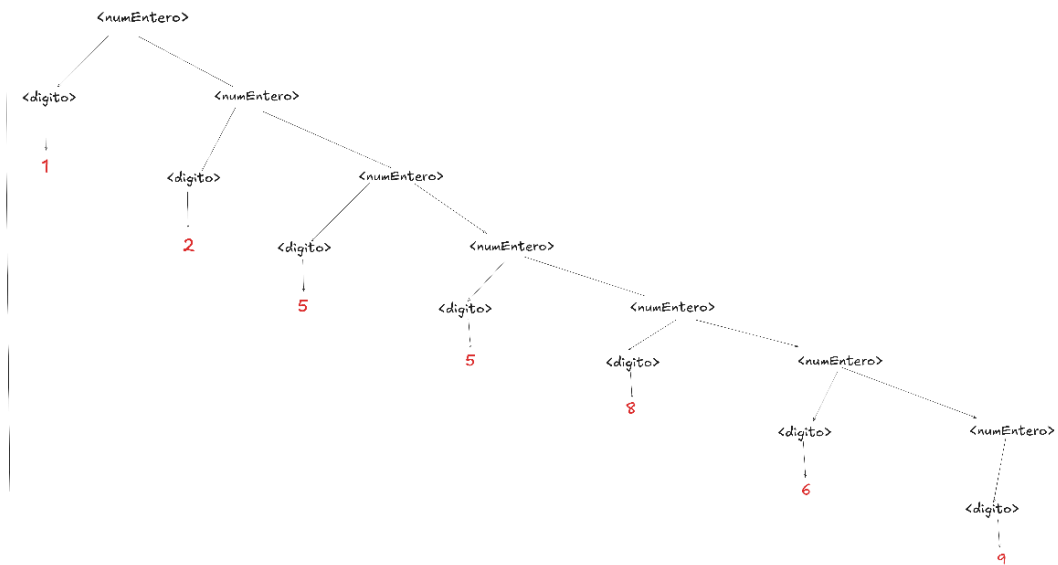 <numEntero>
<digito> <numEntero>
1
<digito> <numEntero>
2
<digito> <numEntero>
5
<digito> <numEntero>
5
<digito> <numEntero>
8
<digito> <numEntero>
6
<digito>
9